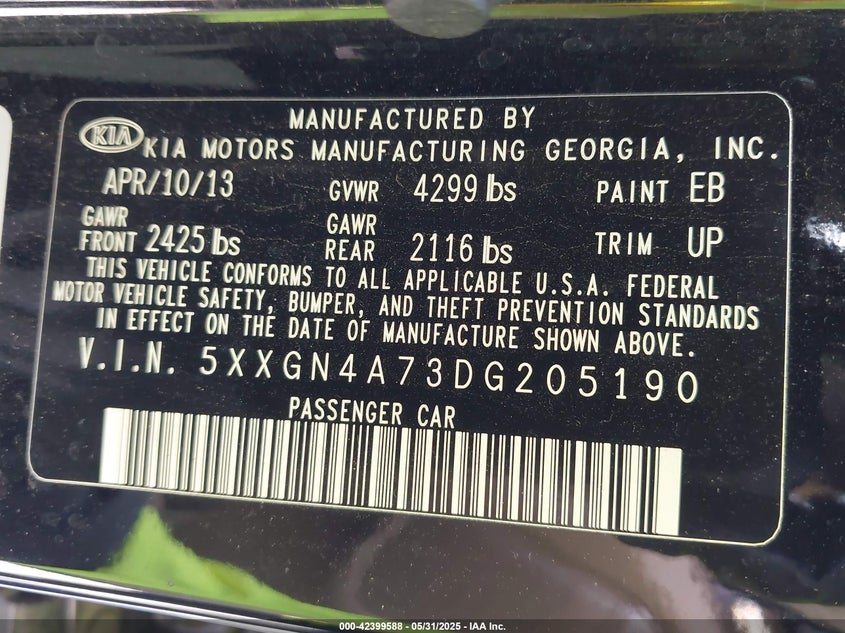 MANUFACTURED BY
KIA KIA MOTORS MANUFACTURING GEORGIA, INC.
APR/10/13 GVWR 4299 lbs PAINT EB
GAWR FRONT 2425 lbs GAWR REAR 2116 lbs TRIM UP
THIS VEHICLE CONFORMS TO ALL APPLICABLE U.S.A. FEDERAL
MOTOR VEHICLE SAFETY, BUMPER, AND THEFT PREVENTION STANDARDS
IN EFFECT ON THE DATE OF MANUFACTURE SHOWN ABOVE.
V.I.N. 5XXGN4A73DG205190
PASSENGER CAR
000-42399588 - 05/31/2025 - IAA Inc.